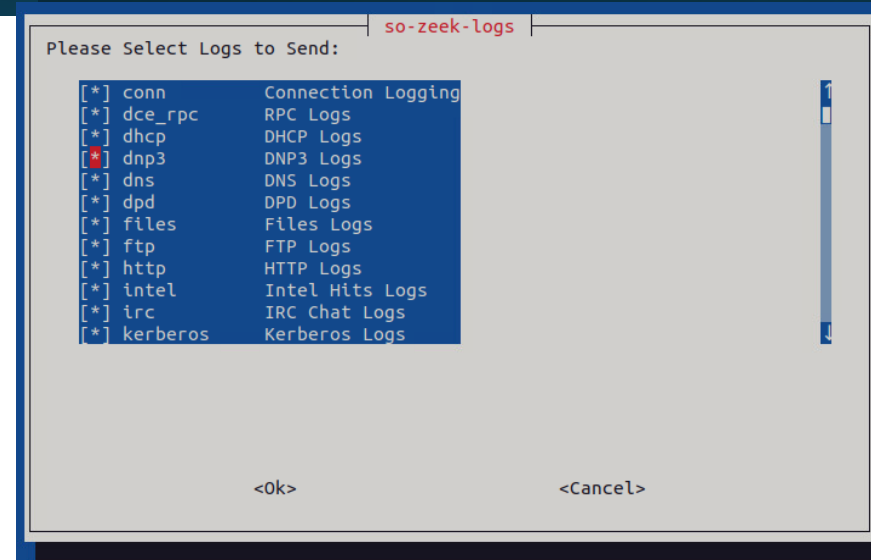 so-zeek-logs
Please Select Logs to Send:
[*] conn Connection Logging
[*] dce_rpc RPC Logs
[*] dhcp DHCP Logs
[*] dnp3 DNP3 Logs
[*] dns DNS Logs
[*] dpd DPD Logs
[*] files Files Logs
[*] ftp FTP Logs
[*] http HTTP Logs
[*] intel Intel Hits Logs
[*] irc IRC Chat Logs
[*] kerberos Kerberos Logs
<Ok> <Cancel>